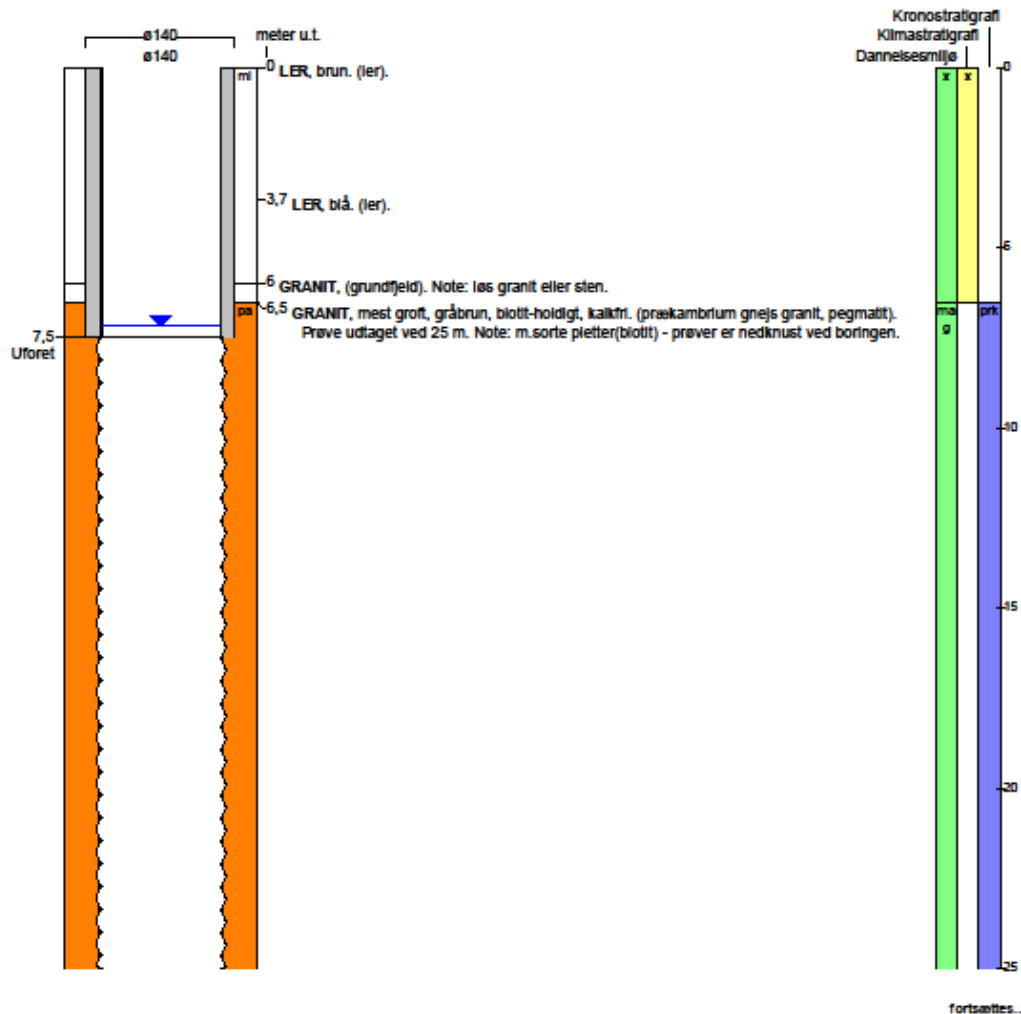 Kronostratigrafi
Klimastratigrafi
Dannelsesmiljø
ø140
ø140
meter u.t.
0
ml
LER, brun. (ler).
x
x
0
3,7
LER, blå. (ler).
5
6
GRANIT, (grundfjeld). Note: løs granit eller sten.
6,5
pa
GRANIT, mest groft, gråbrun, biotit-holdigt, kalkfri. (prækambrium gnejs granit, pegmatit).
Prøve udtaget ved 25 m. Note: m.sorte pletter(biotit) - prøver er nedknust ved boringen.
ma
g
prk
7,5
Uforet
10
15
20
25
fortsættes..